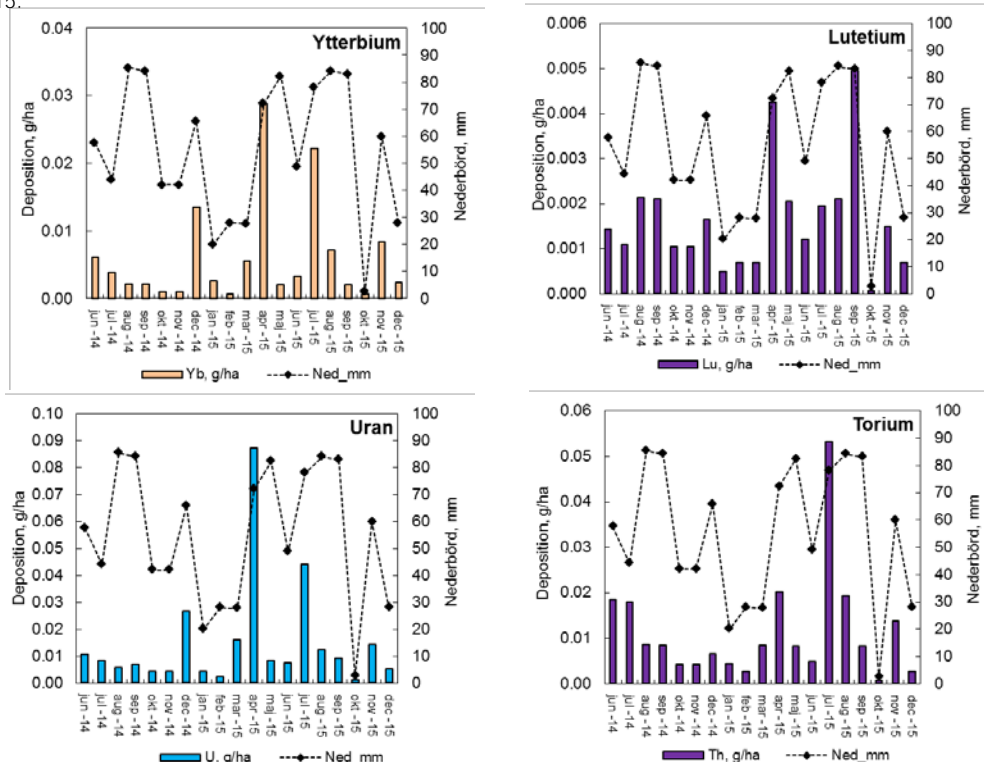 15.
Ytterbium
0.04
0.03
0.02
0.01
0.00
Deposition, g/ha
100
90
80
70
60
50
40
30
20
10
0
Nederbörd, mm
jun -14
jul -14
aug -14
sep -14
okt -14
nov -14
dec -14
jan -15
feb -15
mar -15
apr -15
maj -15
jun -15
jul -15
aug -15
sep -15
okt -15
nov -15
dec -15
Yb, g/ha
Ned_mm
Lutetium
0.006
0.005
0.004
0.003
0.002
0.001
0.000
Deposition, g/ha
100
90
80
70
60
50
40
30
20
10
0
Nederbörd, mm
jun -14
jul -14
aug -14
sep -14
okt -14
nov -14
dec -14
jan -15
feb -15
mar -15
apr -15
maj -15
jun -15
jul -15
aug -15
sep -15
okt -15
nov -15
dec -15
Lu, g/ha
Ned_mm
Uran
0.10
0.09
0.08
0.07
0.06
0.05
0.04
0.03
0.02
0.01
0.00
Deposition, g/ha
100
90
80
70
60
50
40
30
20
10
0
Nederbörd, mm
jun -14
jul -14
aug -14
sep -14
okt -14
nov -14
dec -14
jan -15
feb -15
mar -15
apr -15
maj -15
jun -15
jul -15
aug -15
sep -15
okt -15
nov -15
dec -15
U, g/ha
Ned_mm
Torium
0.06
0.05
0.04
0.03
0.02
0.01
0.00
Deposition, g/ha
100
90
80
70
60
50
40
30
20
10
0
Nederbörd, mm
jun -14
jul -14
aug -14
sep -14
okt -14
nov -14
dec -14
jan -15
feb -15
mar -15
apr -15
maj -15
jun -15
jul -15
aug -15
sep -15
okt -15
nov -15
dec -15
Th, g/ha
Ned_mm